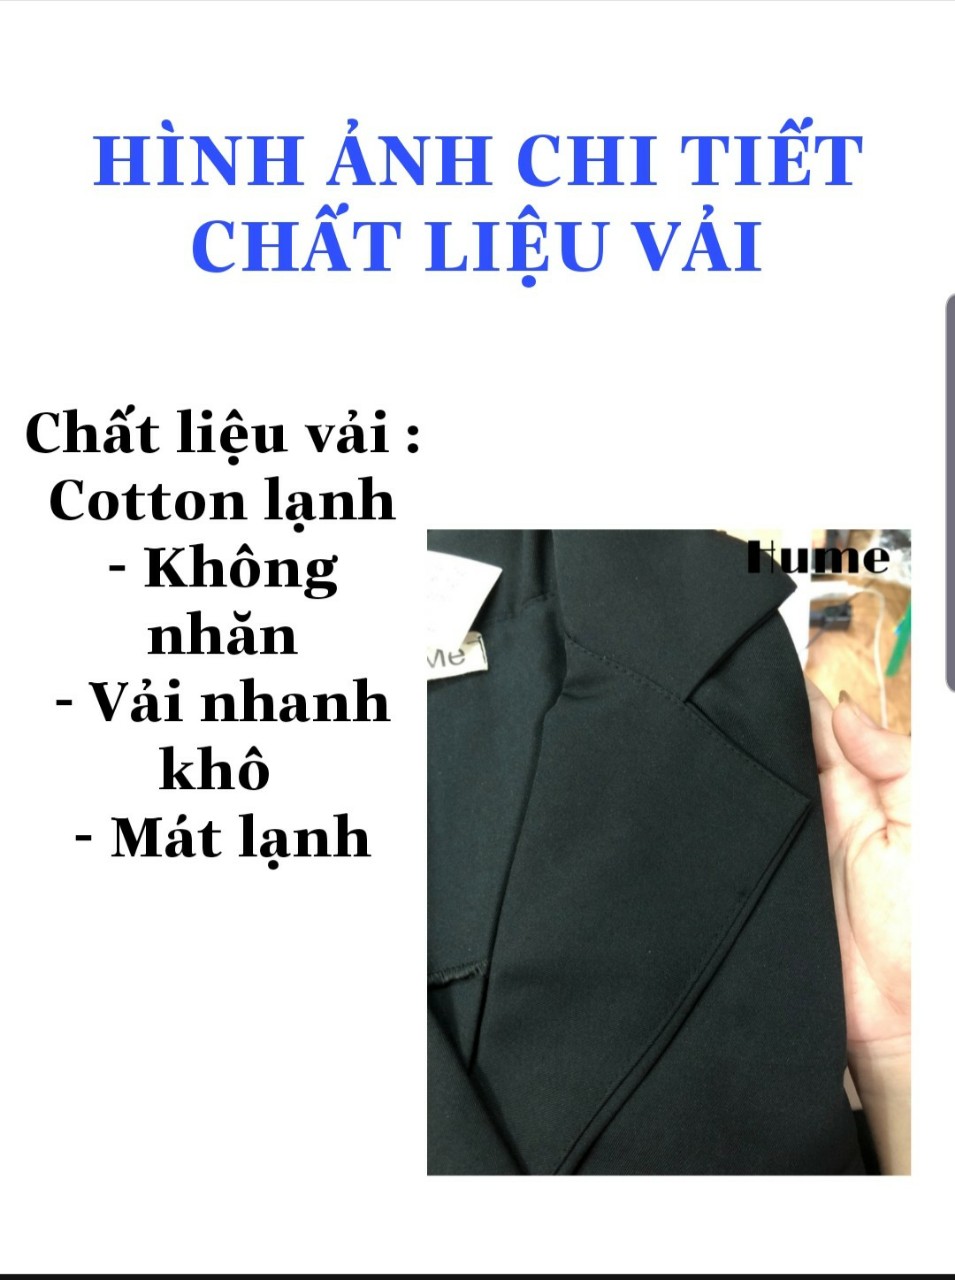 HÌNH ẢNH CHI TIẾT
CHẤT LIỆU VẢI
Chất liệu vải :
Cotton lạnh
- Không
nhăn
- Vải nhanh
khô
- Mát lạnh
Hume
Me